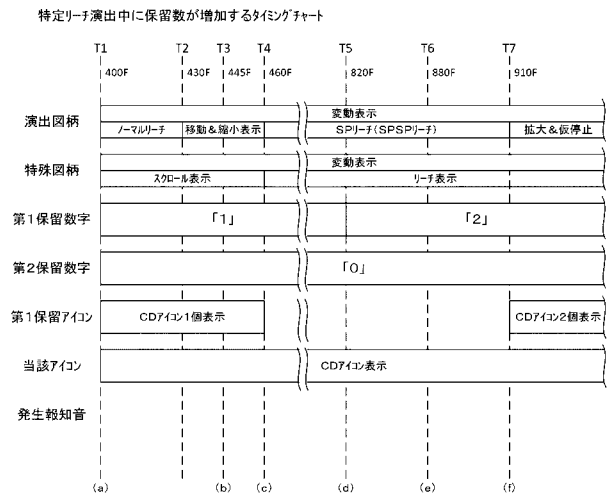 特定リーチ演出中に保留数が増加するタイミングチャート
T1 T2 T3 T4 T5 T6 T7
400F 430F 445F 460F 820F 880F 910F
演出図柄
変動表示
ノーマルリーチ 移動&縮小表示 SPリーチ(SPSPリーチ) 拡大&仮停止
特殊図柄
変動表示
スクロール表示 リーチ表示
第1保留数字 「1」 「2」
第2保留数字 「0」
第1保留アイコン CDアイコン1個表示 CDアイコン2個表示
当該アイコン CDアイコン表示
発生報知音
(a) (b) (c) (d) (e) (f)